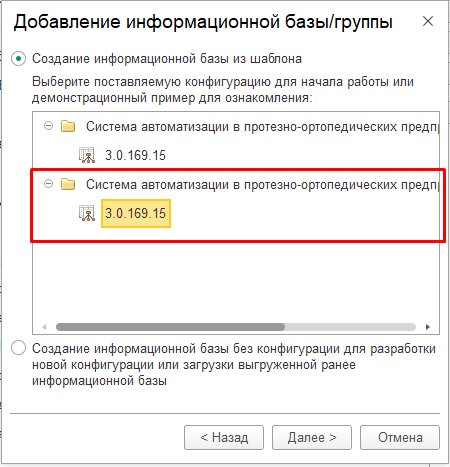 Добавление информационной базы/группы
Создание информационной базы из шаблона
Выберите поставляемую конфигурацию для начала работы или
демонстрационный пример для ознакомления:
Система автоматизации в протезно-ортопедических предпр
3.0.169.15
Система автоматизации в протезно-ортопедических предпр
3.0.169.15
Создание информационной базы без конфигурации для разработки
новой конфигурации или загрузки выгруженной ранее
информационной базы
< Назад
Далее >
Отмена